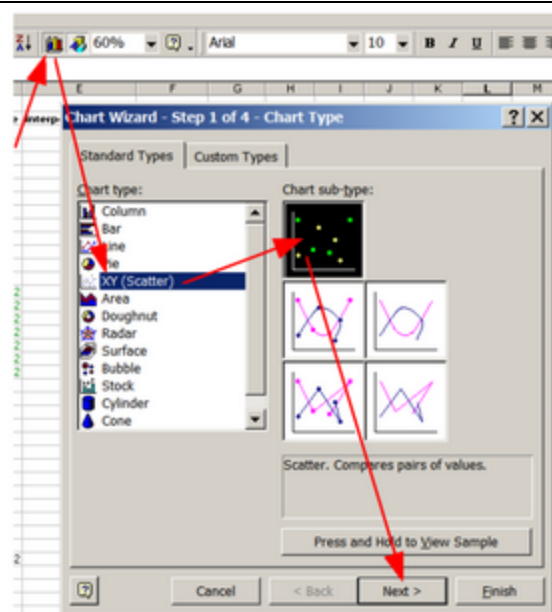 60% Arial 10 B I U
E F G H I J K L M
Chart Wizard - Step 1 of 4 - Chart Type ? X
Standard Types Custom Types
Chart type: Chart sub-type:
Column
Bar
Line
Pie
XY (Scatter)
Area
Doughnut
Radar
Surface
Bubble
Stock
Cylinder
Cone
Scatter. Compares pairs of values.
Press and Hold to View Sample
Cancel < Back Next > Finish